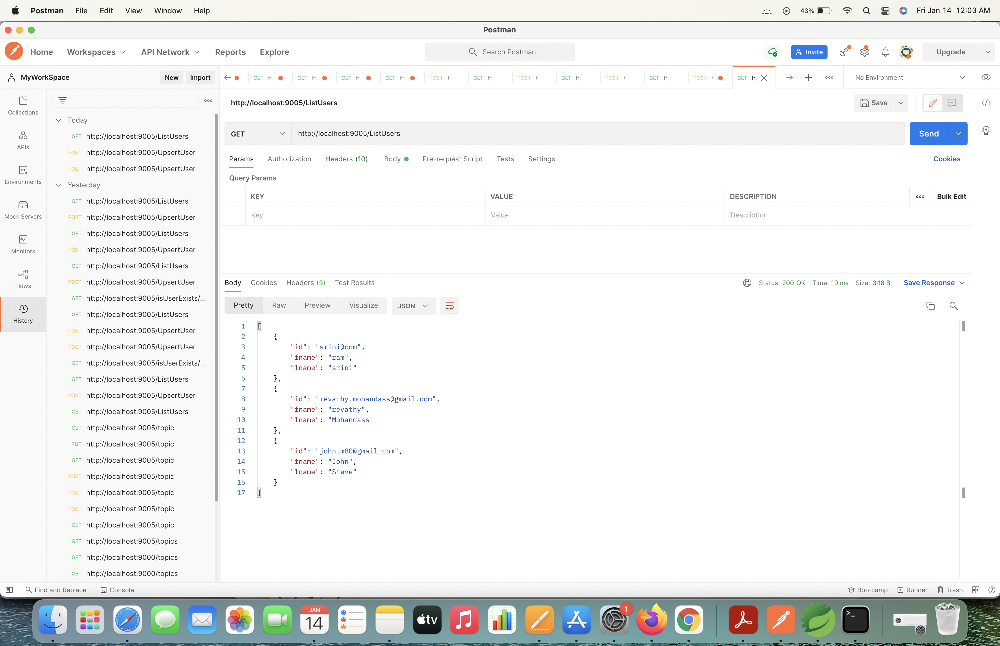 Postman File Edit View Window Help 43% Fri Jan 14 12:03 AM
Postman
Home Workspaces API Network Reports Explore Search Postman Invite Upgrade
MyWorkSpace New Import GET h. GET h. GET h. GET h. POST GET h. POST GET h. POST GET h. POST GET h. No Environment
Collections
APIs
Environments
Mock Servers
Monitors
Flows
History
Today
GET http://localhost:9005/ListUsers
POST http://localhost:9005/UpsertUser
POST http://localhost:9005/UpsertUser
Yesterday
GET http://localhost:9005/ListUsers
POST http://localhost:9005/UpsertUser
GET http://localhost:9005/ListUsers
POST http://localhost:9005/UpsertUser
GET http://localhost:9005/ListUsers
POST http://localhost:9005/UpsertUser
GET http://localhost:9005/isUserExists/...
GET http://localhost:9005/ListUsers
POST http://localhost:9005/UpsertUser
POST http://localhost:9005/UpsertUser
GET http://localhost:9005/isUserExists/...
GET http://localhost:9005/ListUsers
POST http://localhost:9005/UpsertUser
GET http://localhost:9005/ListUsers
GET http://localhost:9005/topic
PUT http://localhost:9005/topic
GET http://localhost:9005/topic
POST http://localhost:9005/topic
POST http://localhost:9005/topic
POST http://localhost:9005/topic
GET http://localhost:9005/topic
GET http://localhost:9005/topics
GET http://localhost:9000/topics
GET http://localhost:9000/topics
http://localhost:9005/ListUsers Save
GET http://localhost:9005/ListUsers Send
Params Authorization Headers (10) Body Pre-request Script Tests Settings Cookies
Query Params
KEY VALUE DESCRIPTION Bulk Edit
Key Value Description
Body Cookies Headers (5) Test Results Status: 200 OK Time: 19 ms Size: 348 B Save Response
Pretty Raw Preview Visualize JSON
1 [
2 {
3 "id": "srini@com",
4 "fname": "ram",
5 "lname": "srini"
6 },
7 {
8 "id": "revathy.mohandass@gmail.com",
9 "fname": "revathy",
10 "lname": "Mohandass"
11 },
12 {
13 "id": "john.m80@gmail.com",
14 "fname": "John",
15 "lname": "Steve"
16 }
17 ]
Find and Replace Console Bootcamp Runner Trash
JAN
14
tv
1
>_